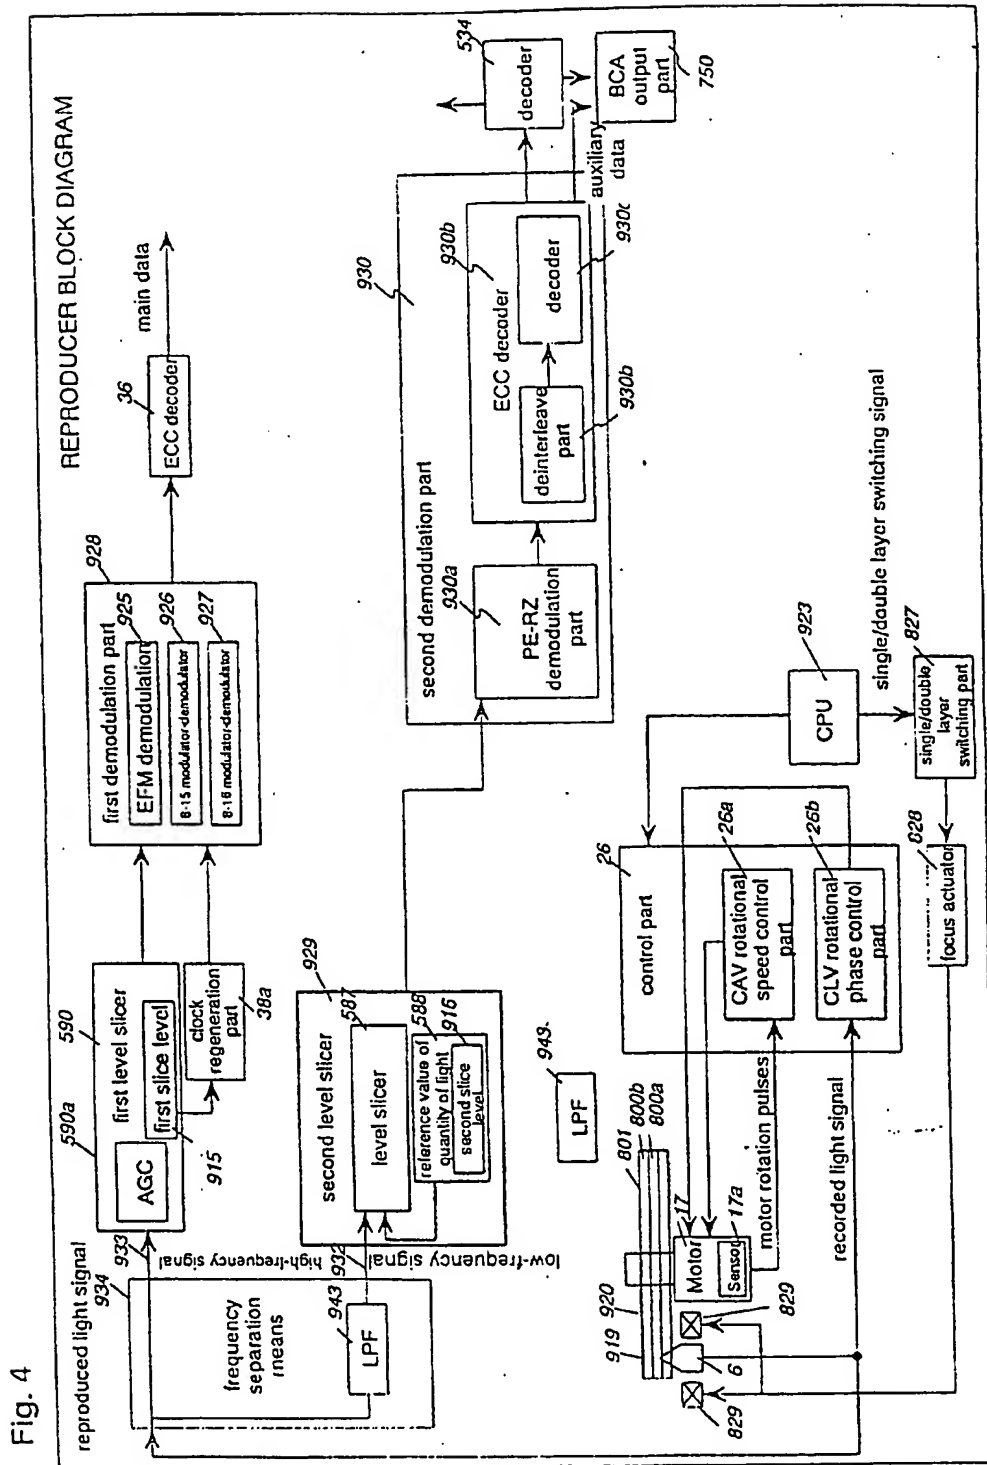 Fig. 4
REPRODUCER BLOCK DIAGRAM
reproduced light signal
934
frequency
separation
means
943
LPF
933
high-frequency signal
932
low-frequency signal
590a
590
first level slicer
AGC
first slice level
915
clock
regeneration
part
38a
928
first demodulation part
925
EFM demodulation
926
8-15 modulator-demodulator
927
8-16 modulator-demodulator
36
ECC decoder
main data
929
second level slicer
587
level slicer
588
916
reference value of
quantity of light
second slice
level
930
second demodulation part
930a
PE-RZ
demodulation
part
930b
ECC decoder
deinterleave
part
930b
decoder
930c
auxiliary
data
534
decoder
BCA
output
part
750
943
LPF
919
920
801
800b
800a
17
Motor
17a
Sensor
829
829
6
motor rotation pulses
recorded light signal
26
control part
26a
CAV rotational
speed control
part
26b
CLV rotational
phase control
part
923
CPU
single/double layer switching signal
827
single/double
layer
switching part
828
focus actuator